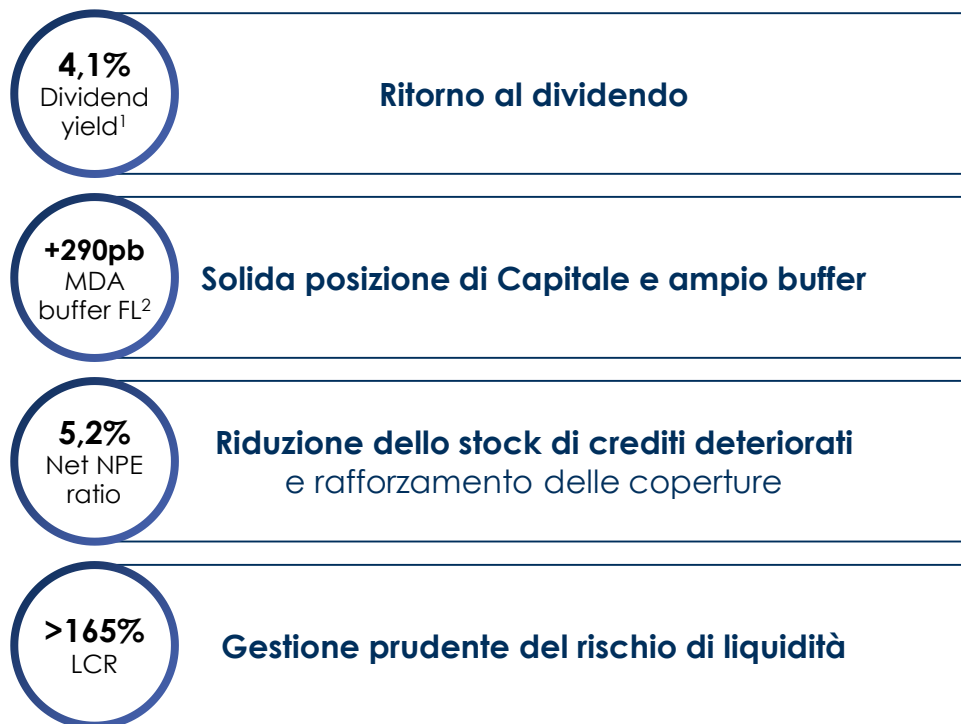 4,1%
Dividend
yield1
Ritorno al dividendo
+290pb
MDA
buffer FL2
Solida posizione di Capitale e ampio buffer
5,2%
Net NPE
ratio
Riduzione dello stock di crediti deteriorati
e rafforzamento delle coperture
>165%
LCR
Gestione prudente del rischio di liquidità